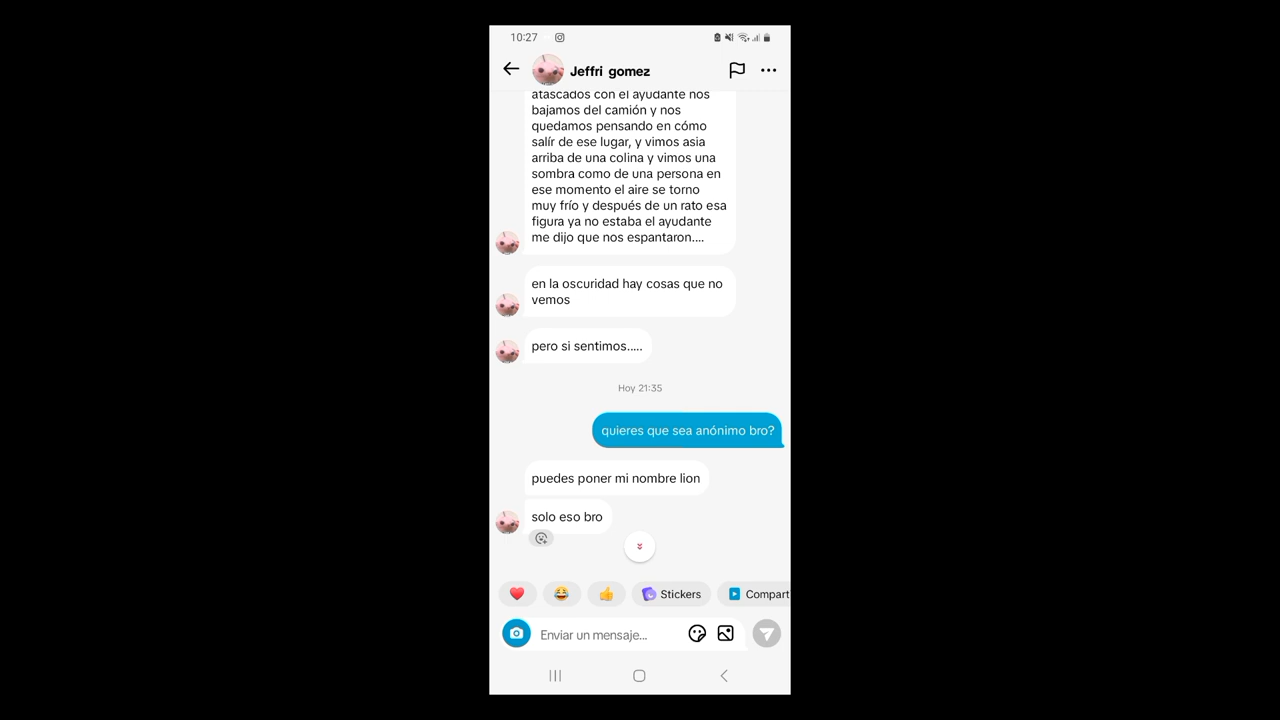 10:27
Jeffri gomez
atascados con el ayudante nos
bajamos del camión y nos
quedamos pensando en cómo
salír de ese lugar, y vimos asia
arriba de una colina y vimos una
sombra como de una persona en
ese momento el aire se torno
muy frío y después de un rato esa
figura ya no estaba el ayudante
me dijo que nos espantaron....
en la oscuridad hay cosas que no
vemos
pero si sentimos.....
Hoy 21:35
quieres que sea anónimo bro?
puedes poner mi nombre lion
solo eso bro
Stickers
Compart
Enviar un mensaje...